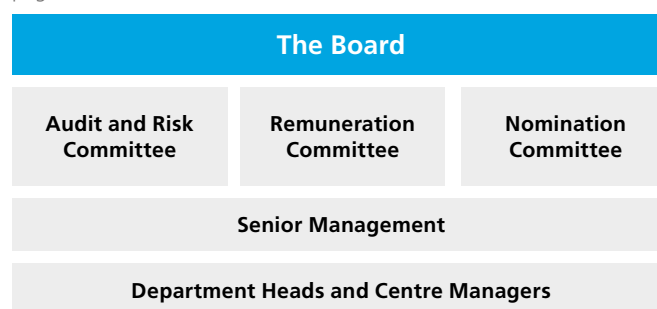 The Board
Audit and Risk
Committee
Remuneration
Committee
Nomination
Committee
Senior Management
Department Heads and Centre Managers